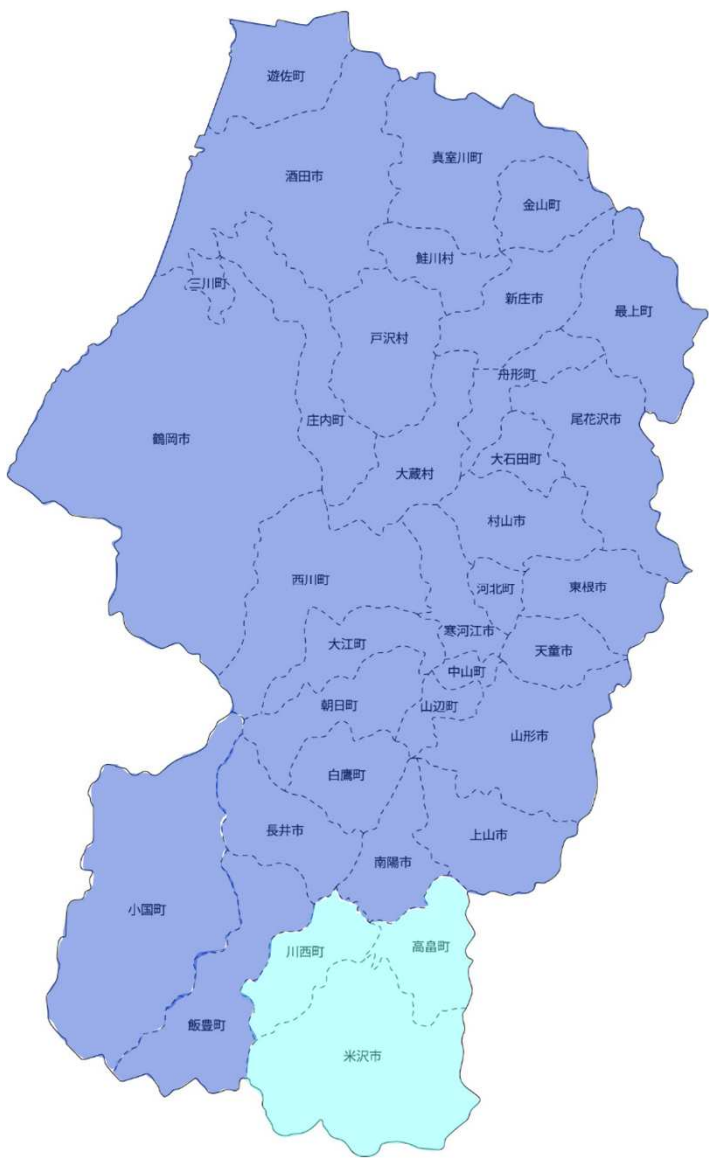 遊佐町
真室川町
酒田市
金山町
鮭川村
三川町
新庄市
最上町
戸沢村
舟形町
庄内町
尾花沢市
鶴岡市
大石田町
大蔵村
村山市
西川町
河北町
東根市
寒河江市
大江町
天童市
中山町
朝日町
山辺町
山形市
白鷹町
長井市
上山市
南陽市
小国町
高畠町
川西町
飯豊町
米沢市